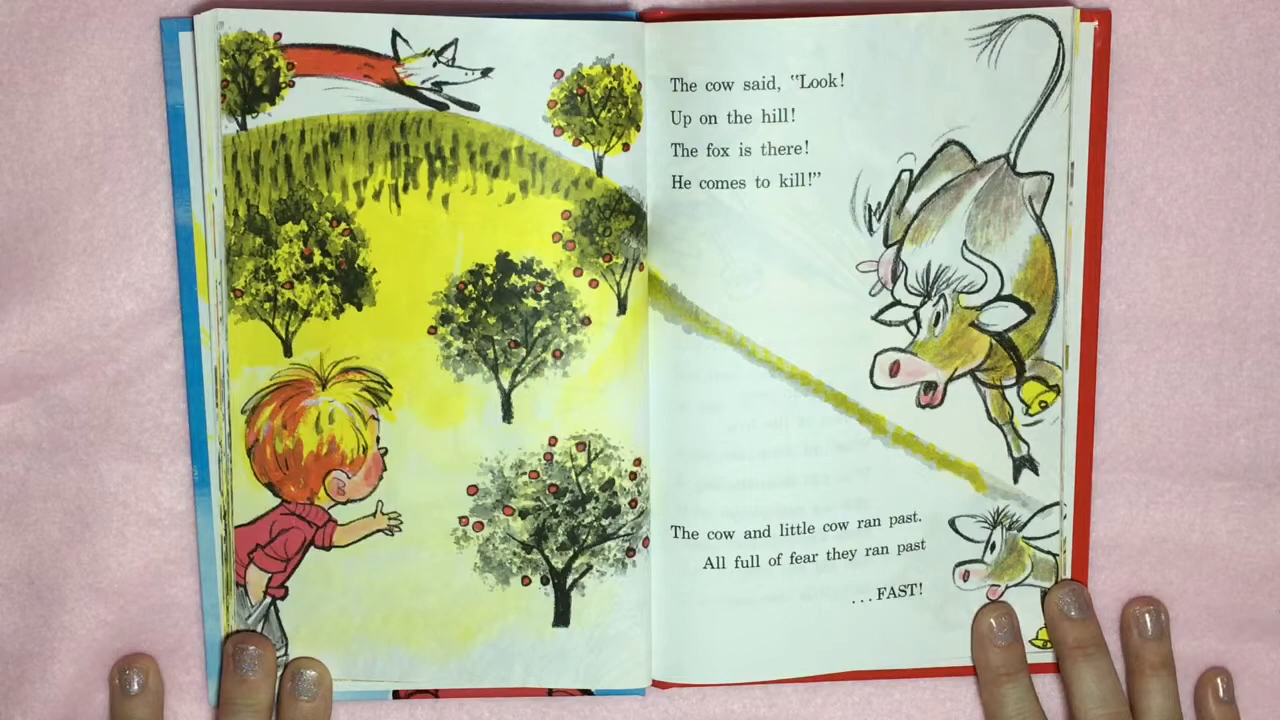 The cow said, "Look!
Up on the hill!
The fox is there!
He comes to kill!"
The cow and little cow ran past.
All full of fear they ran past
...FAST!